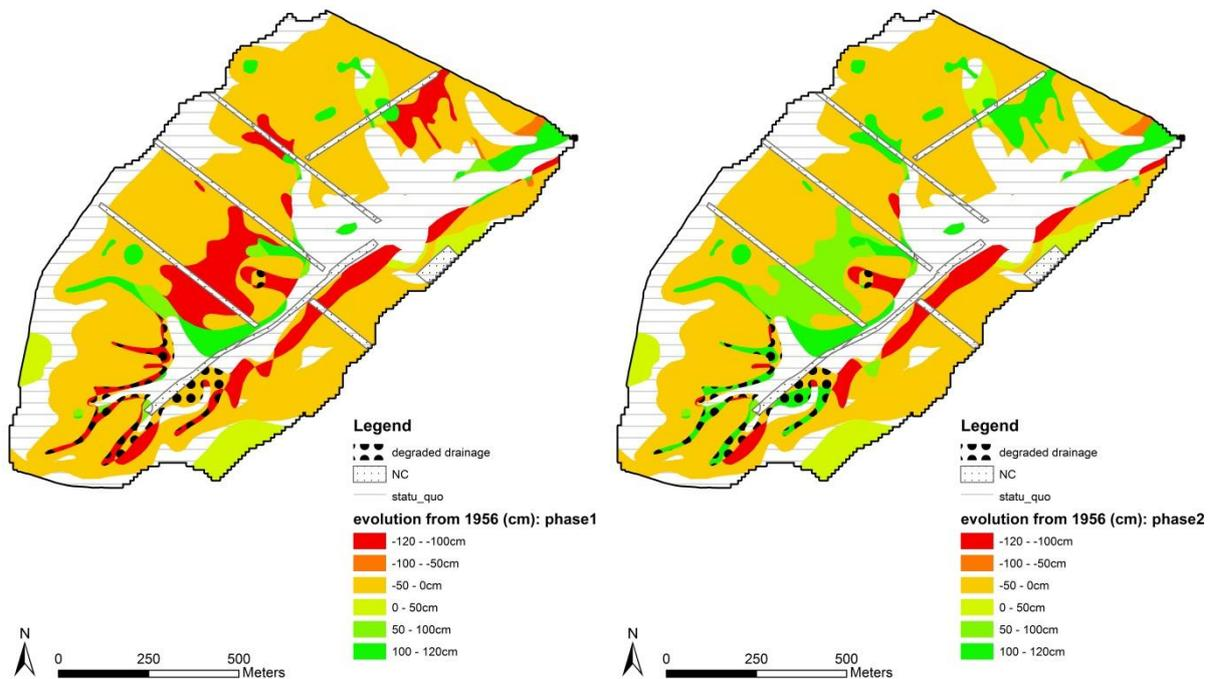 Legend
degraded drainage
NC
statu_quo
evolution from 1956 (cm): phase1
-120 - -100cm
-100 - -50cm
-50 - 0cm
0 - 50cm
50 - 100cm
100 - 120cm
N
0 250 500
Meters
Legend
degraded drainage
NC
statu_quo
evolution from 1956 (cm): phase2
-120 - -100cm
-100 - -50cm
-50 - 0cm
0 - 50cm
50 - 100cm
100 - 120cm
N
0 250 500
Meters